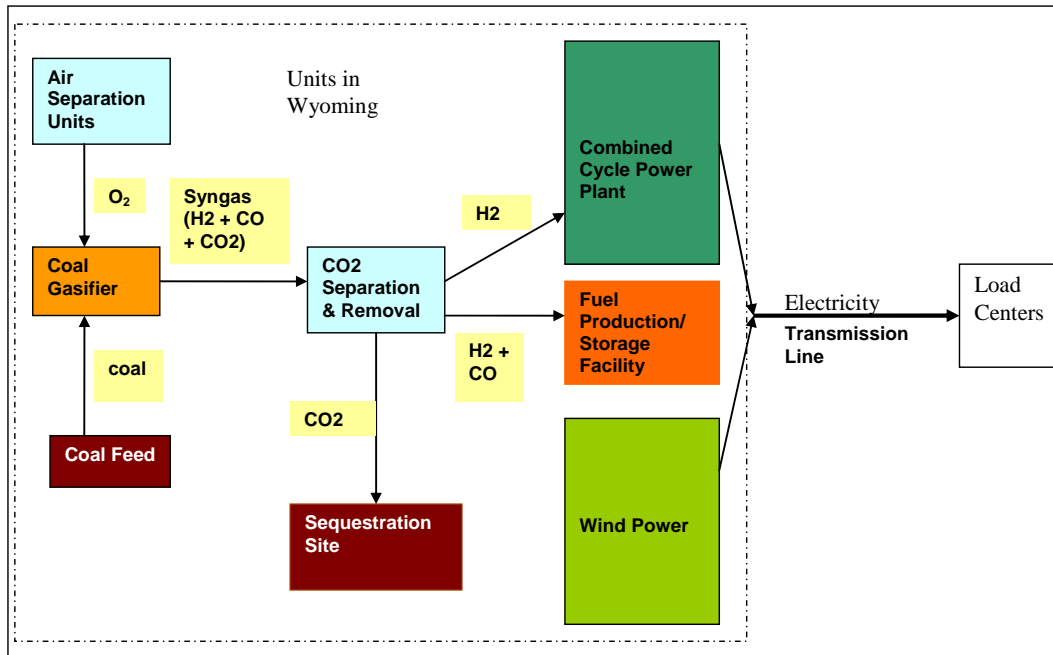 Air
Separation
Units
Units in
Wyoming
Combined
Cycle Power
Plant
O₂
Syngas
(H2 + CO
+ CO2)
H2
Coal
Gasifier
CO2
Separation
& Removal
Fuel
Production/
Storage
Facility
Electricity
Transmission
Line
Load
Centers
coal
H2 +
CO
CO2
Coal Feed
Sequestration
Site
Wind Power